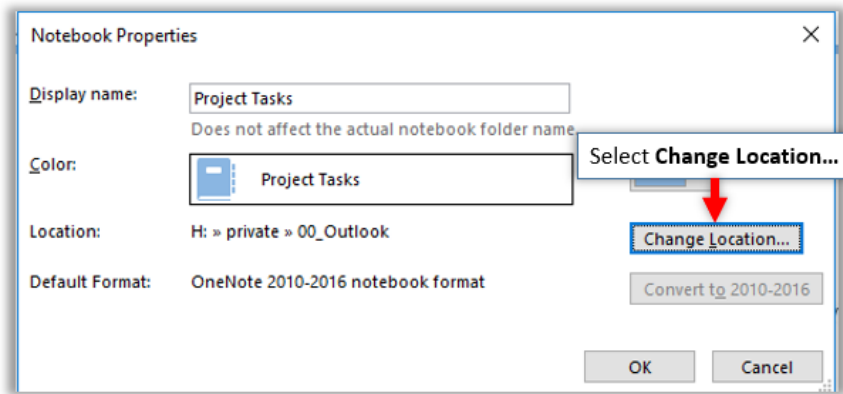 Notebook Properties
Display name:
Project Tasks
Does not affect the actual notebook folder name
Select Change Location...
Color:
Project Tasks
Location:
H: » private » 00_Outlook
Change Location...
Default Format:
OneNote 2010-2016 notebook format
Convert to 2010-2016
OK
Cancel